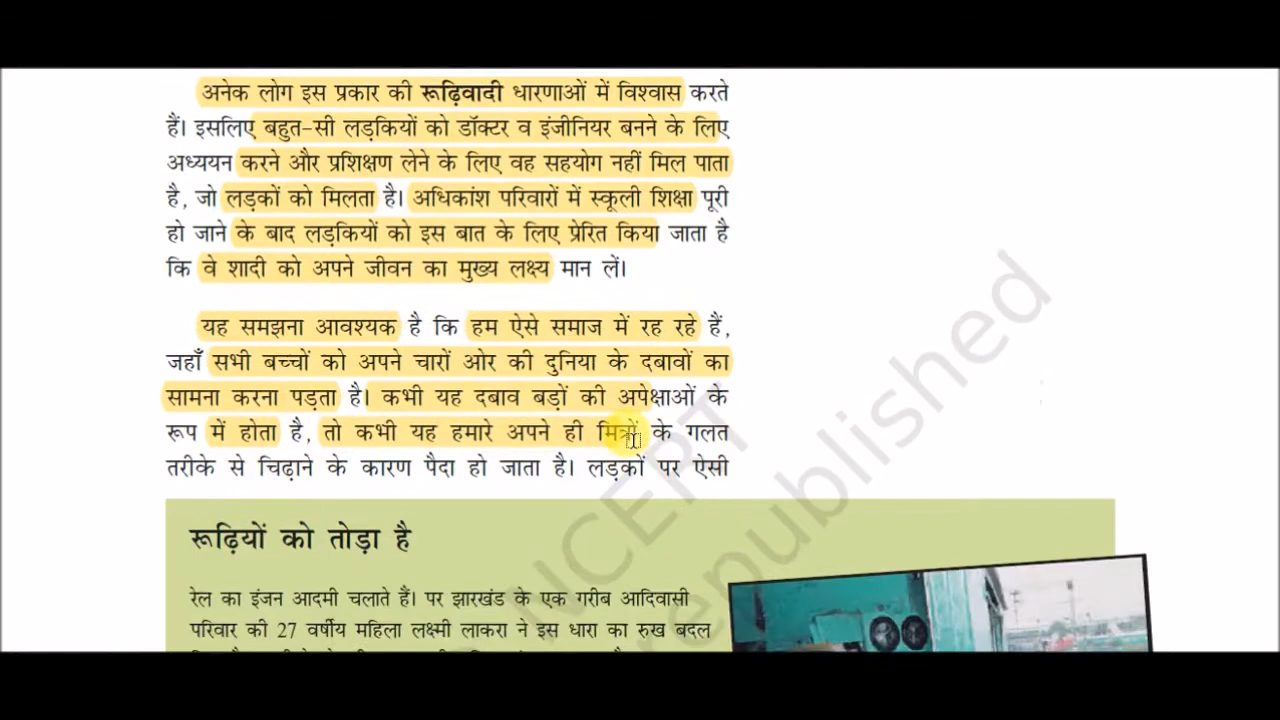 अनेक लोग इस प्रकार की रूढ़िवादी धारणाओं में विश्वास करते
हैं। इसलिए बहुत-सी लड़कियों को डॉक्टर व इंजीनियर बनने के लिए
अध्ययन करने और प्रशिक्षण लेने के लिए वह सहयोग नहीं मिल पाता
है, जो लड़कों को मिलता है। अधिकांश परिवारों में स्कूली शिक्षा पूरी
हो जाने के बाद लड़कियों को इस बात के लिए प्रेरित किया जाता है
कि वे शादी को अपने जीवन का मुख्य लक्ष्य मान लें।
यह समझना आवश्यक है कि हम ऐसे समाज में रह रहे हैं,
जहाँ सभी बच्चों को अपने चारों ओर की दुनिया के दबावों का
सामना करना पड़ता है। कभी यह दबाव बड़ों की अपेक्षाओं के
रूप में होता है, तो कभी यह हमारे अपने ही मित्रों के गलत
तरीके से चिढ़ाने के कारण पैदा हो जाता है। लड़कों पर ऐसी
रूढ़ियों को तोड़ा है
रेल का इंजन आदमी चलाते हैं। पर झारखंड के एक गरीब आदिवासी
परिवार की 27 वर्षीय महिला लक्ष्मी लाकरा ने इस धारा का रुख बदल
NCERT
republished